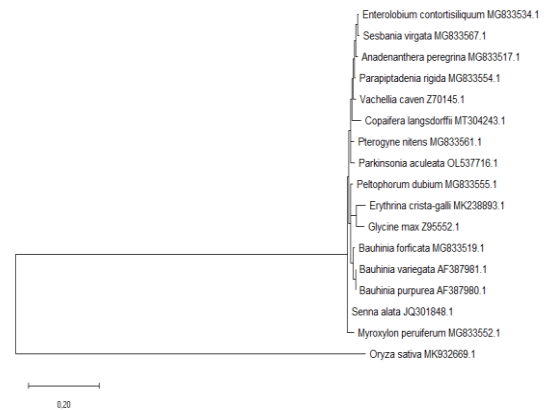 Enterolobium contortisiliquum MG833534.1
Sesbania virgata MG833567.1
Anadenanthera peregrina MG833517.1
Parapiptadenia rigida MG833554.1
Vachellia caven Z70145.1
Copaifera langsdorffii MT304243.1
Pterogyne nitens MG833561.1
Parkinsonia aculeata OL537716.1
Peltophorum dubium MG833555.1
Erythrina crista-galli MK238893.1
Glycine max Z95552.1
Bauhinia forficata MG833519.1
Bauhinia variegata AF387981.1
Bauhinia purpurea AF387980.1
Senna alata JQ301848.1
Myroxylon peruiferum MG833552.1
Oryza sativa MK932669.1
0,20